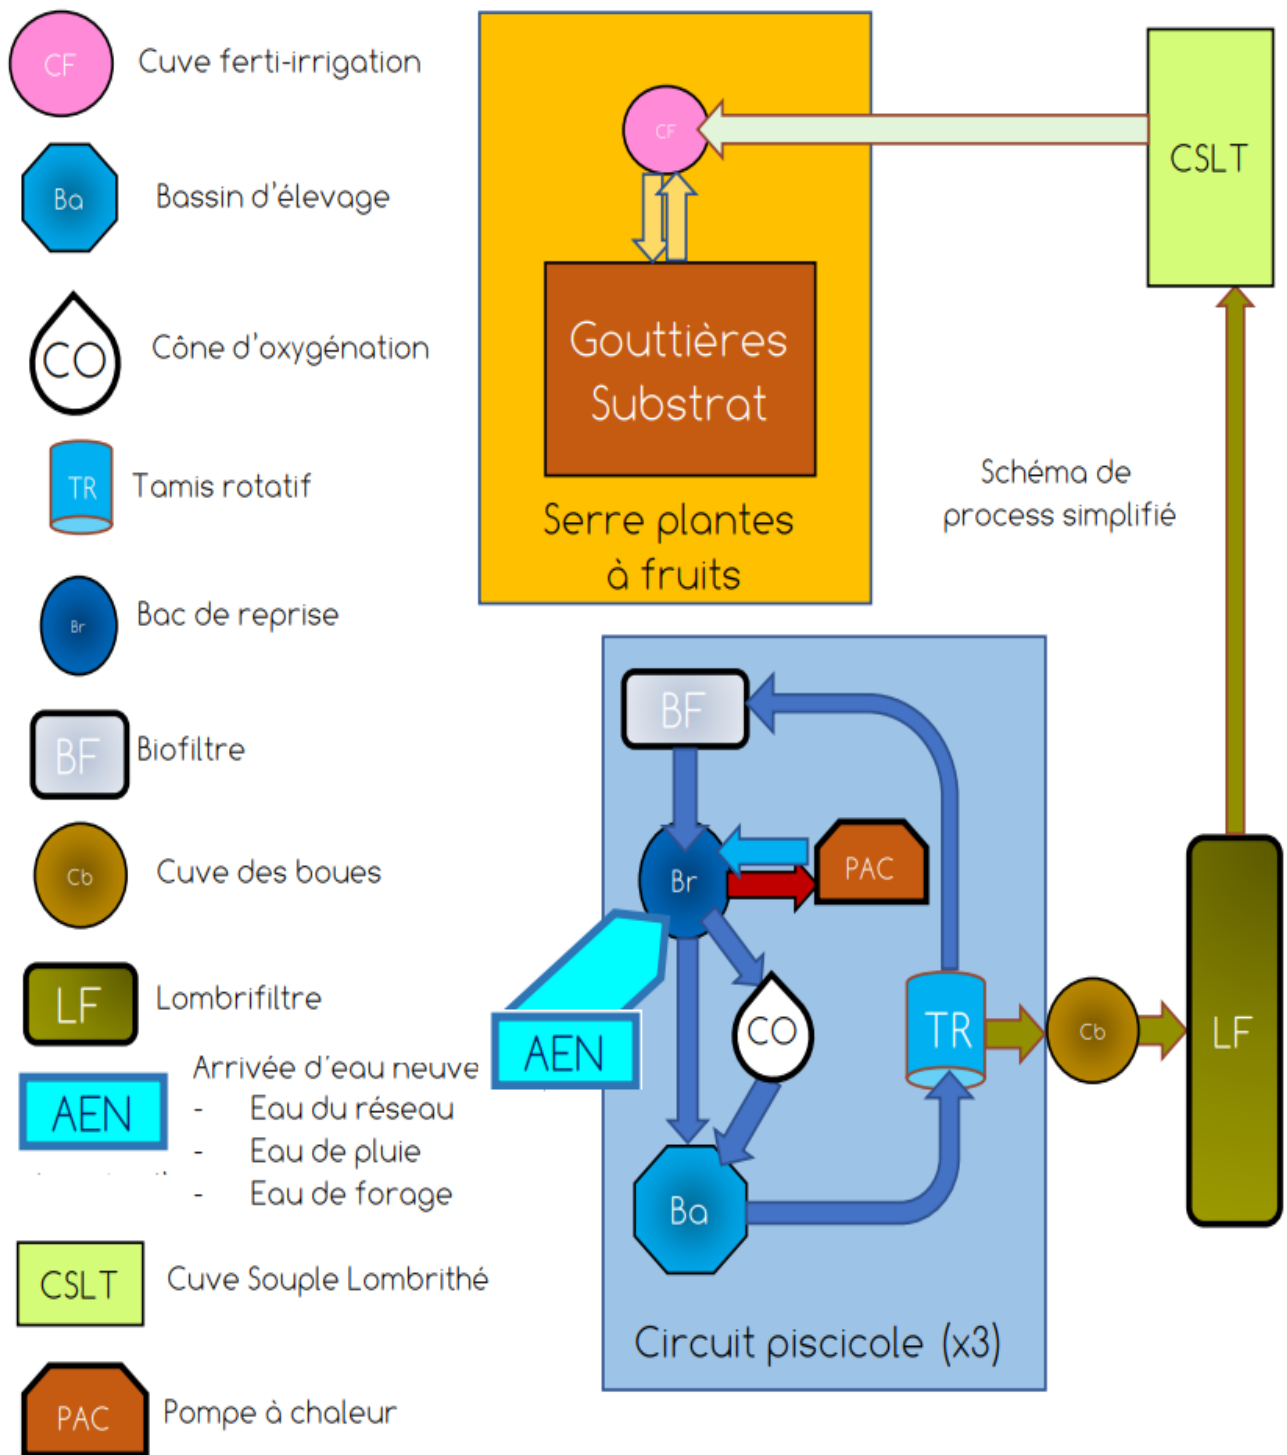 CF
Cuve ferti-irrigation
Ba
Bassin d'élevage
CO
Cône d'oxygénation
TR
Tamis rotatif
Br
Bac de reprise
BF
Biofiltre
Cb
Cuve des boues
LF
Lombrifiltre
AEN
Arrivée d'eau neuve
- Eau du réseau
- Eau de pluie
- Eau de forage
CSLT
Cuve Souple Lombrithé
PAC
Pompe à chaleur
CF
Gouttières
Substrat
Serre plantes
à fruits
CSLT
Schéma de
process simplifié
BF
Br
PAC
AEN
CO
TR
Cb
LF
Ba
Circuit piscicole (x3)